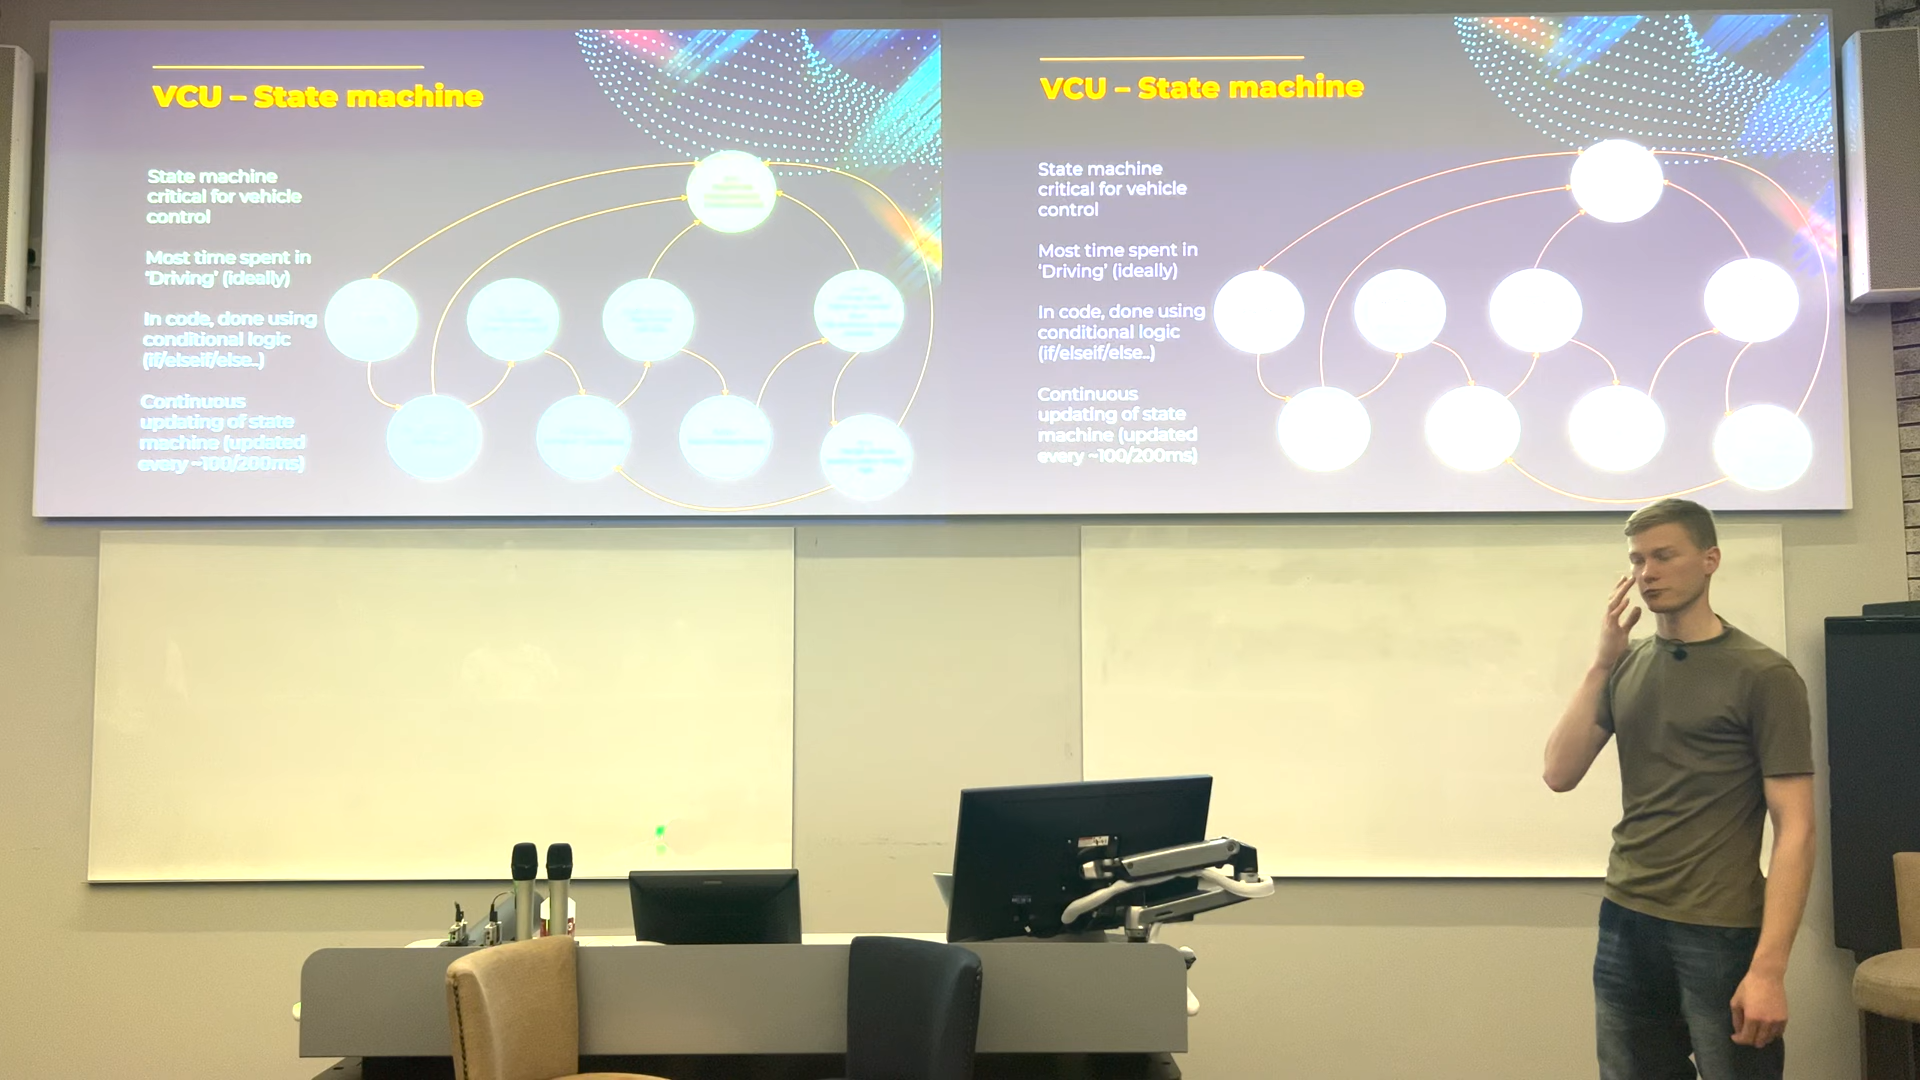 VCU – State machine
State machine
critical for vehicle
control
Most time spent in
'Driving' (ideally)
In code, done using
conditional logic
(if/elseif/else..)
Continuous
updating of state
machine (updated
every ~100/200ms)
VCU – State machine
State machine
critical for vehicle
control
Most time spent in
'Driving' (ideally)
In code, done using
conditional logic
(if/elseif/else..)
Continuous
updating of state
machine (updated
every ~100/200ms)